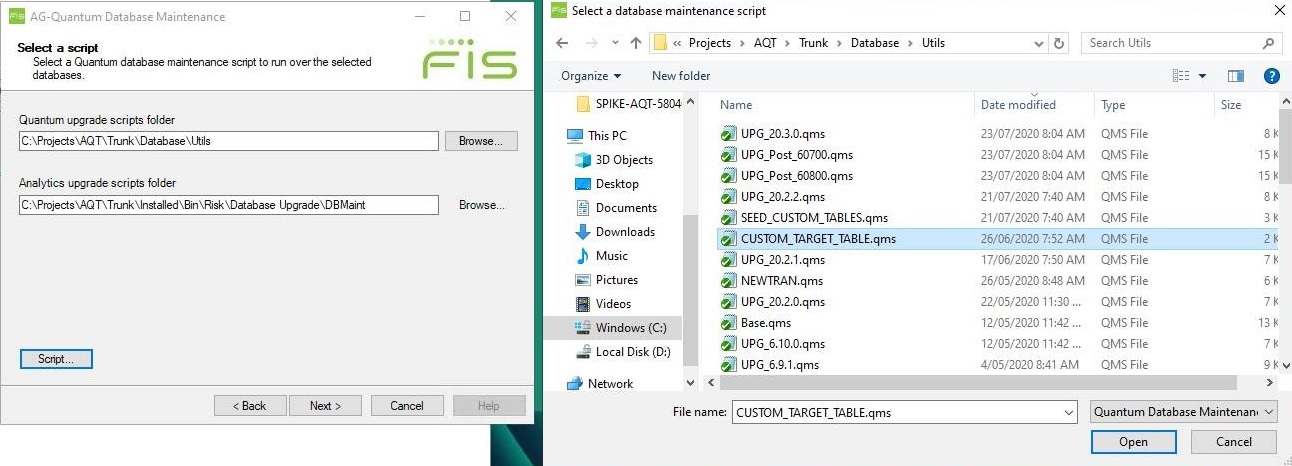 AG-Quantum Database Maintenance
Select a script
Select a Quantum database maintenance script to run over the selected
databases.
FIS
Quantum upgrade scripts folder
C:\Projects\AQT\Trunk\Database\Utils
Browse...
Analytics upgrade scripts folder
C:\Projects\AQT\Trunk\Installed\Bin\Risk\Database Upgrade\DBMaint
Browse...
Script...
< Back
Next >
Cancel
Help
Select a database maintenance script
« Projects > AQT > Trunk > Database > Utils
Search Utils
Organize
New folder
SPIKE-AQT-5804
This PC
3D Objects
Desktop
Documents
Downloads
Music
Pictures
Videos
Windows (C:)
Local Disk (D:)
Network
Name Date modified Type Size
UPG_20.3.0.qms 23/07/2020 8:04 AM QMS File 8 K
UPG_Post_60700.qms 23/07/2020 8:04 AM QMS File 15 K
UPG_Post_60800.qms 23/07/2020 8:04 AM QMS File 15 K
UPG_20.2.2.qms 21/07/2020 7:40 AM QMS File 8 K
SEED_CUSTOM_TABLES.qms 21/07/2020 7:40 AM QMS File 3 K
CUSTOM_TARGET_TABLE.qms 26/06/2020 7:52 AM QMS File 2 K
UPG_20.2.1.qms 17/06/2020 7:50 AM QMS File 7 K
NEWTRAN.qms 26/05/2020 8:48 AM QMS File 6 K
UPG_20.2.0.qms 22/05/2020 11:30 ... QMS File 7 K
Base.qms 12/05/2020 11:42 ... QMS File 13 K
UPG_6.10.0.qms 12/05/2020 11:42 ... QMS File 7 K
UPG_6.9.1.qms 4/05/2020 8:41 AM QMS File 9 K
File name: CUSTOM_TARGET_TABLE.qms
Quantum Database Maintenan
Open
Cancel